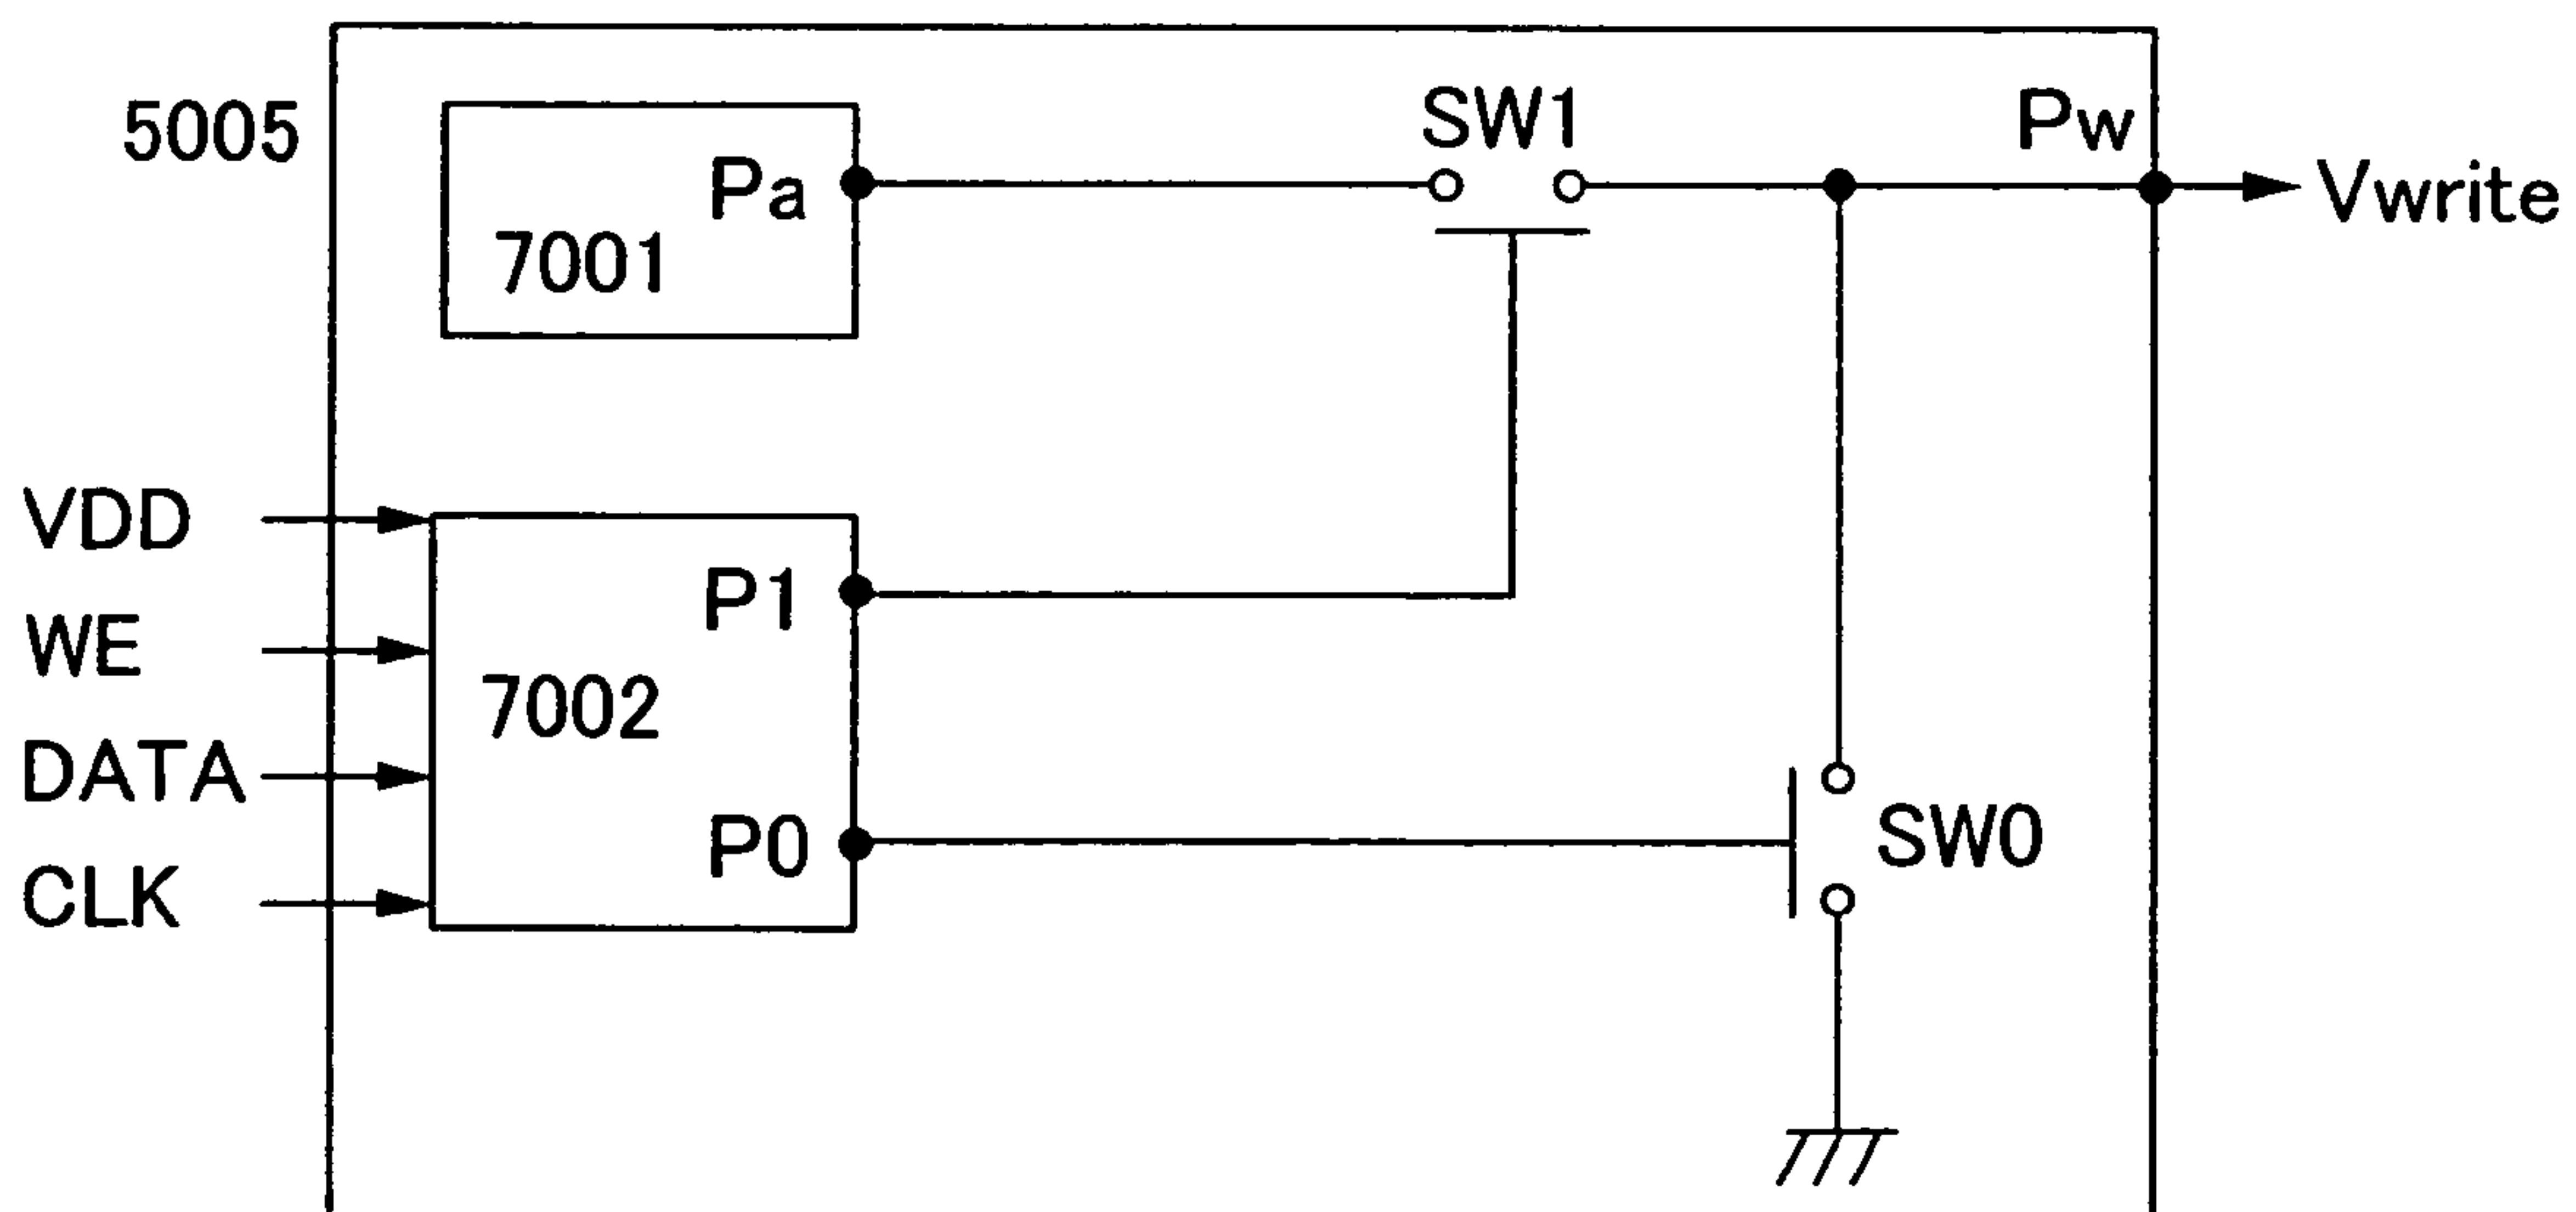 5005
SW1
Pw
Pa
Vwrite
7001
VDD
P1
WE
7002
DATA
P0
SW0
CLK